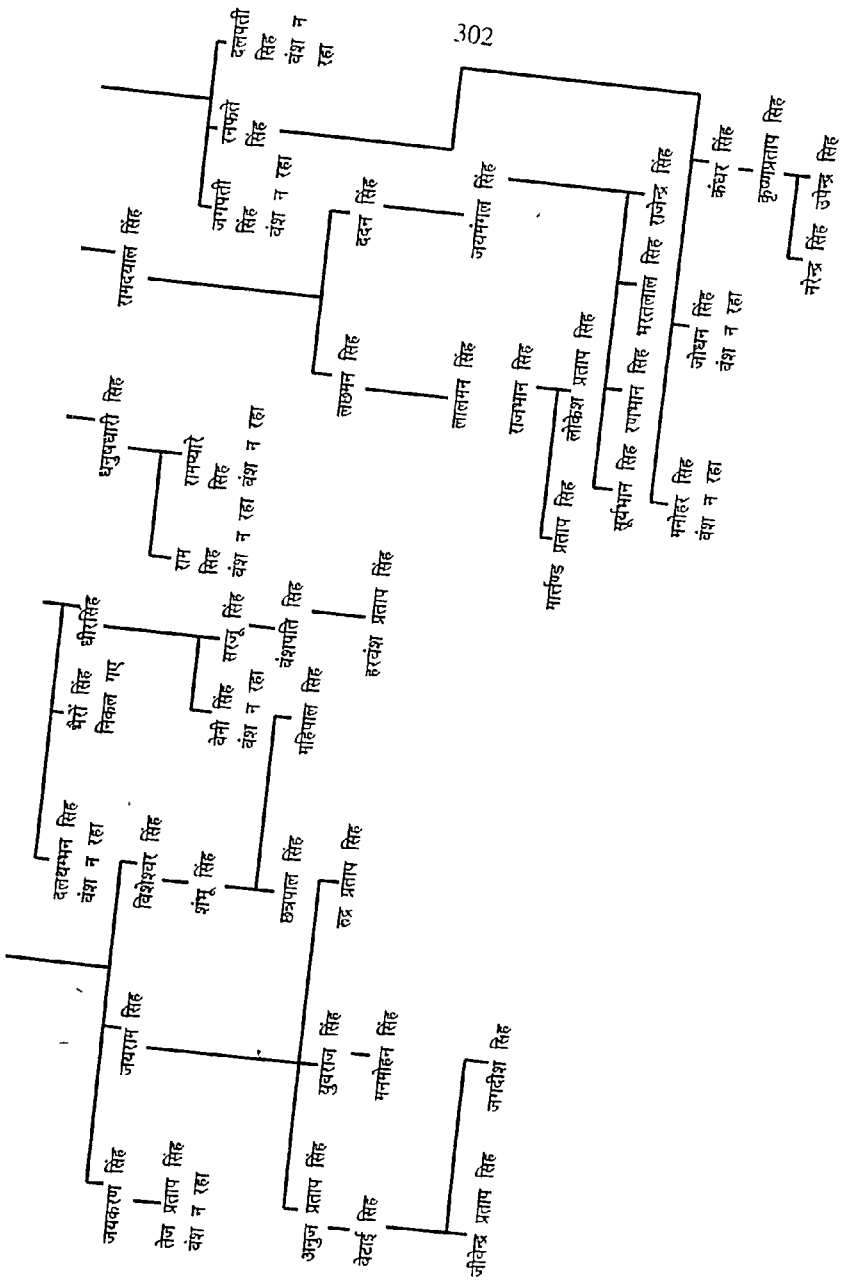 302
दलपती
सिंह
वंश न
रहा
रनफते
सिंह
जगपती
सिंह
वंश न रहा
रामदयाल सिंह
ददन सिंह
जयमंगल सिंह
लछमन सिंह
लालमन सिंह
राजभान सिंह
मार्त्तण्ड प्रताप सिंह
लोकेश प्रताप सिंह
सूर्यभान सिंह रणभान सिंह भरतलाल सिंह राजेन्द्र सिंह
मनोहर सिंह
वंश न रहा
जोधन सिंह
वंश न रहा
कंधर सिंह
कृष्णप्रताप सिंह
नरेन्द्र सिंह उपेन्द्र सिंह
धनुषधारी सिंह
राम
सिंह
वंश न रहा
रामप्यारे
सिंह
वंश न रहा
दलथम्भन सिंह
वंश न रहा
भैरों सिंह
निकल गए
धीरसिंह
वेनी सिंह
वंश न रहा
सरजू सिंह
वंशपति सिंह
हरवंश प्रताप सिंह
जयकरण सिंह
तेज प्रताप सिंह
वंश न रहा
जयराम सिंह
विशेश्वर सिंह
शंभू सिंह
छत्रपाल सिंह
महिपाल सिंह
अनुज प्रताप सिंह
युवराज सिंह
रुद्र प्रताप सिंह
वेटाई सिंह
मनमोहन सिंह
जीवेन्द्र प्रताप सिंह
जगदीश सिंह